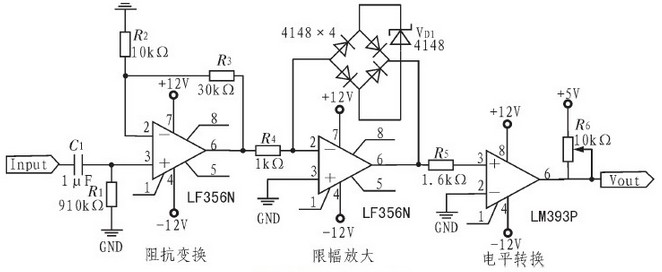 R2
10kΩ
R3
30kΩ
4148×4
VD1
4148
+12V
+12V
+5V
+12V
R6
10kΩ
7
8
2
−
6
3
+
5
1
4
C1
Input
1μF
R1
910kΩ
GND
LF356N
-12V
R4
1kΩ
7
8
2
−
6
3
+
5
1
4
GND
LF356N
-12V
R5
1.6kΩ
8
3
+
6
2
−
1
4
Vout
GND
LM393P
-12V
阻抗变换
限幅放大
电平转换